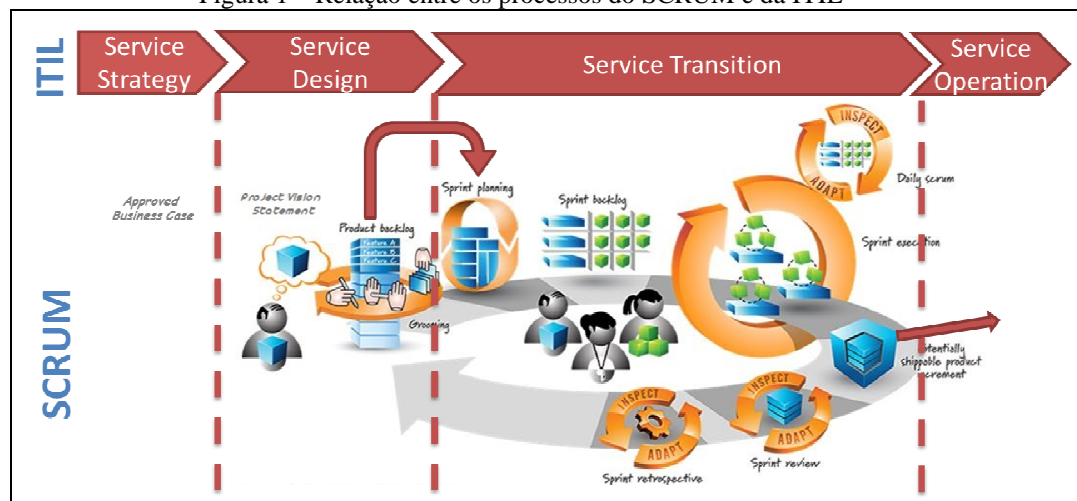 Figura 1 – Relação entre os processos do SCRUM e da ITIL
ITIL
Service
Strategy
Service
Design
Service Transition
Service
Operation
SCRUM
Approved
Business Case
Project Vision
Statement
Product backlog
Feature A
Feature B
Feature C
Grooming
Sprint planning
Sprint backlog
INSPECT
ADAPT
Daily scrum
Sprint execution
Potentially
shippable product
increment
INSPECT
ADAPT
Sprint review
INSPECT
ADAPT
Sprint retrospective